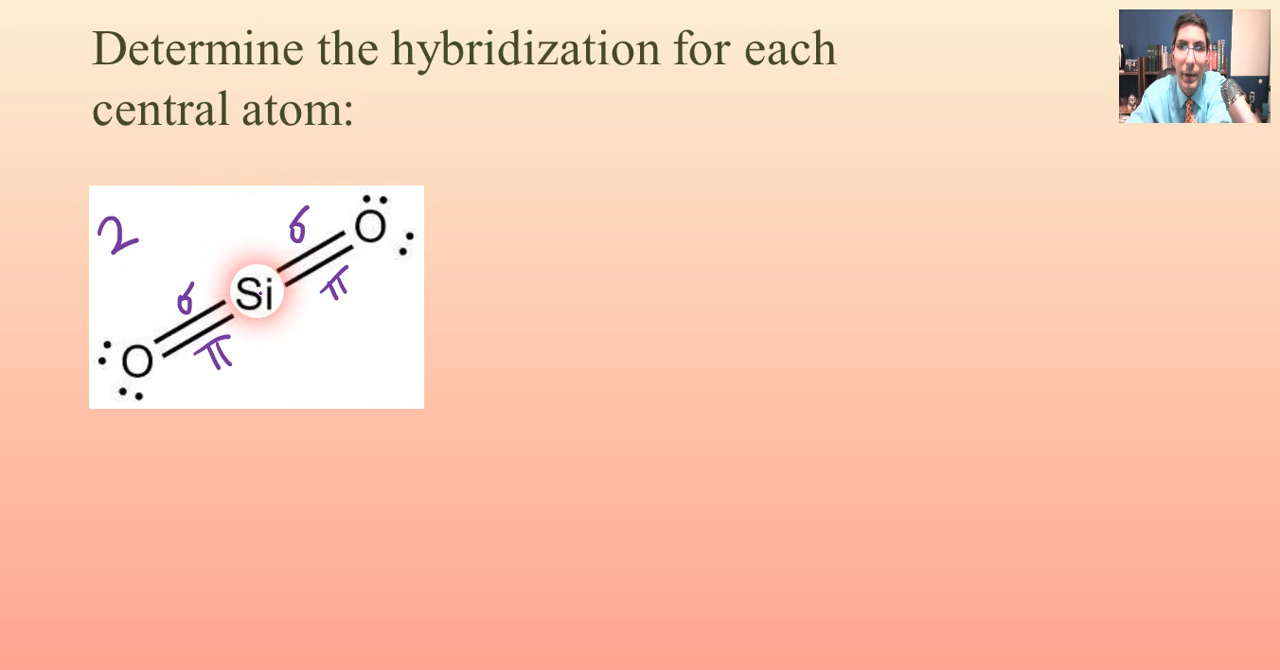 Determine the hybridization for each
central atom:
2
σ
O
σ
Si
π
O
π